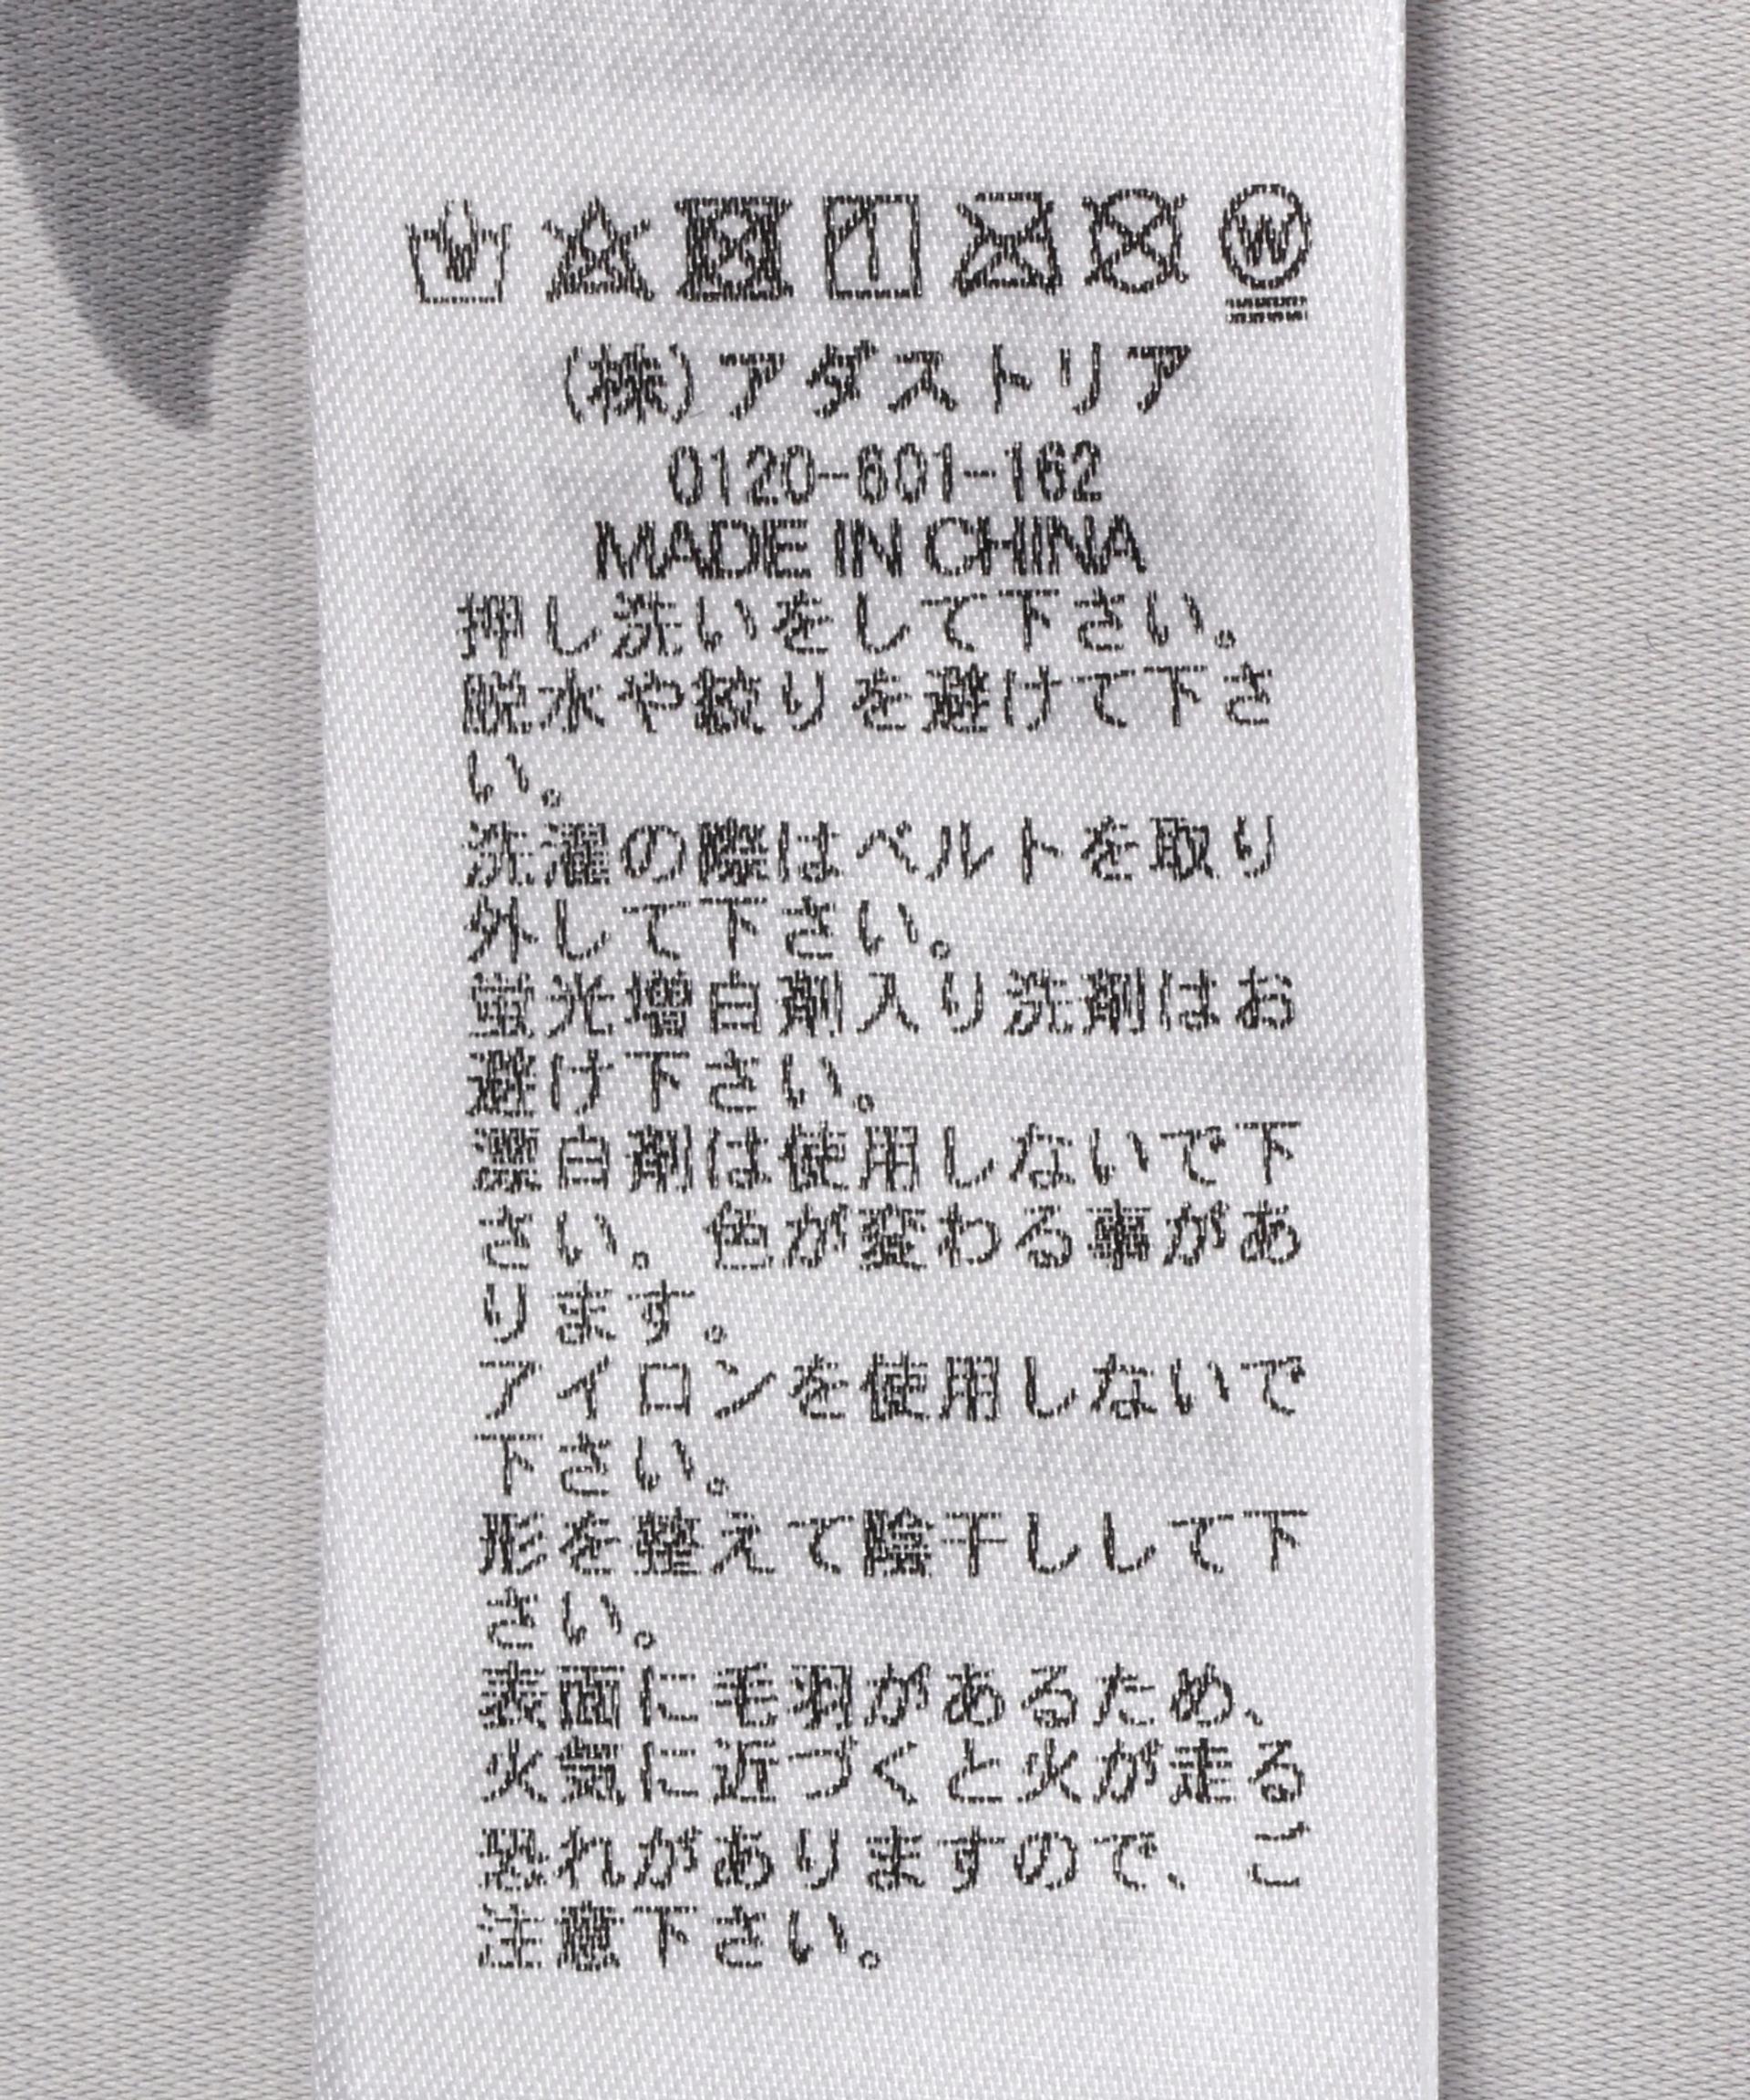 (株)アダストリア
0120-601-162
MADE IN CHINA
押し洗いをして下さい。
脱水や絞りを避けて下さ
い。
洗濯の際はベルトを取り
外して下さい。
蛍光増白剤入り洗剤はお
避け下さい。
漂白剤は使用しないで下
さい。色が変わる事があ
ります。
アイロンを使用しないで
下さい。
形を整えて陰干しして下
さい。
表面に毛羽があるため、
火気に近づくと火が走る
恐れがありますので、ご
注意下さい。